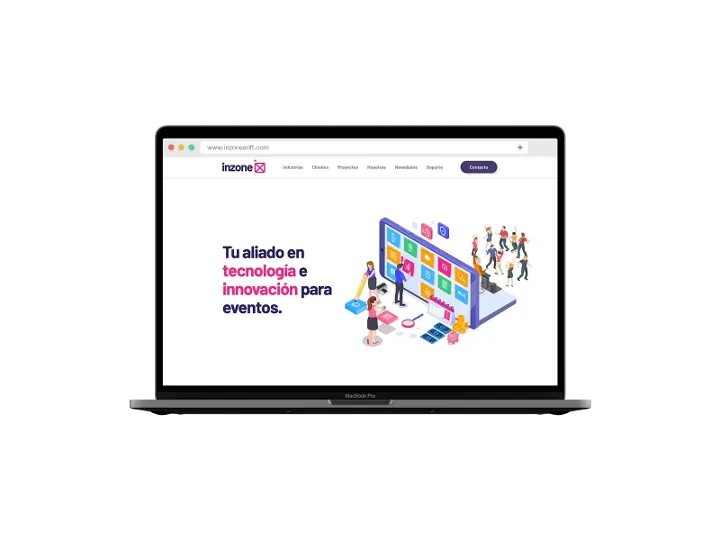 www.inzonesoft.com
inzone
Industrias Clientes Proyectos Nosotros Novedades Soporte Contacto
Tu aliado en
tecnología e
innovación para
eventos.
MacBook Pro